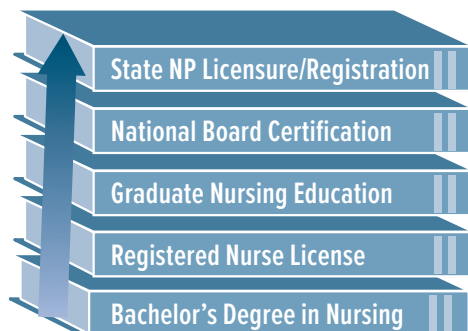 State NP Licensure/Registration
National Board Certification
Graduate Nursing Education
Registered Nurse License
Bachelor's Degree in Nursing